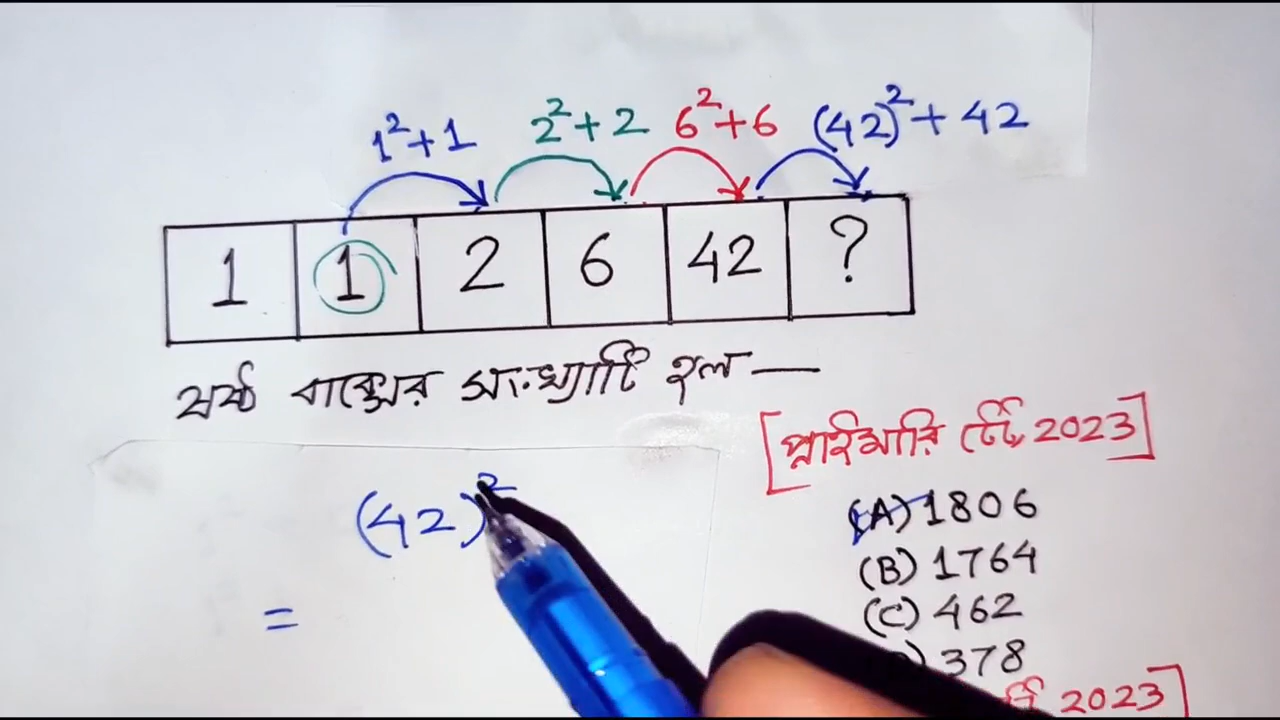 1²+1 2²+2 6²+6 (42)²+42
1 1 2 6 42 ?
ষষ্ঠ বাক্সের সংখ্যাটি হল —
[প্রাইমারি টেট 2023]
(42)²
=
(A) 1806
(B) 1764
(C) 462
378
2023]